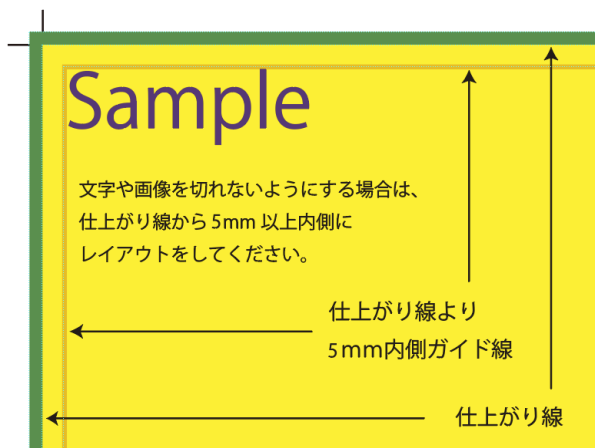 Sample
文字や画像を切れないようにする場合は、
仕上がり線から5mm 以上内側に
レイアウトをしてください。
仕上がり線より
5mm内側ガイド線
仕上がり線